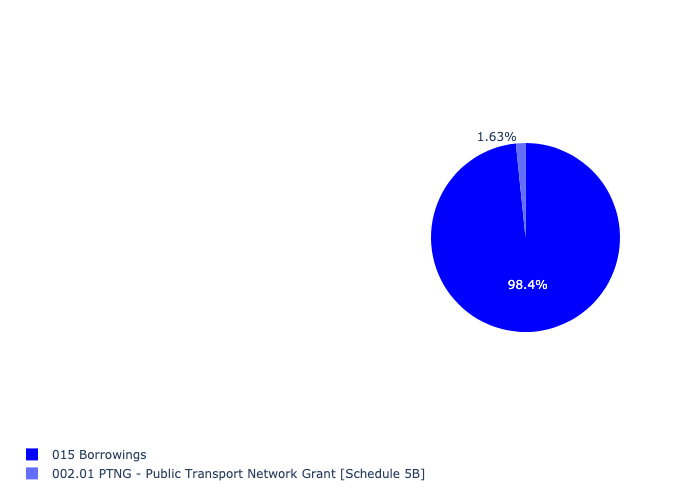 1.63%
98.4%
015 Borrowings
002.01 PTNG - Public Transport Network Grant [Schedule 5B]